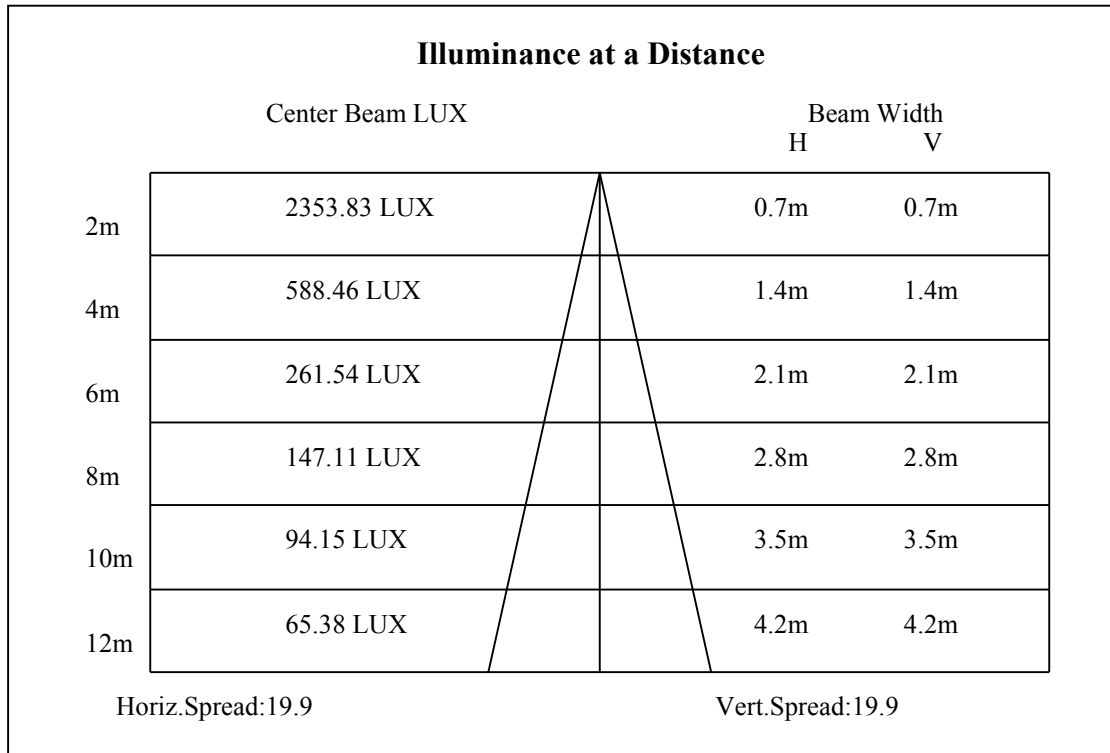 Illuminance at a Distance
Center Beam LUX Beam Width
H V
2m 2353.83 LUX 0.7m 0.7m
4m 588.46 LUX 1.4m 1.4m
6m 261.54 LUX 2.1m 2.1m
8m 147.11 LUX 2.8m 2.8m
10m 94.15 LUX 3.5m 3.5m
12m 65.38 LUX 4.2m 4.2m
Horiz.Spread:19.9 Vert.Spread:19.9